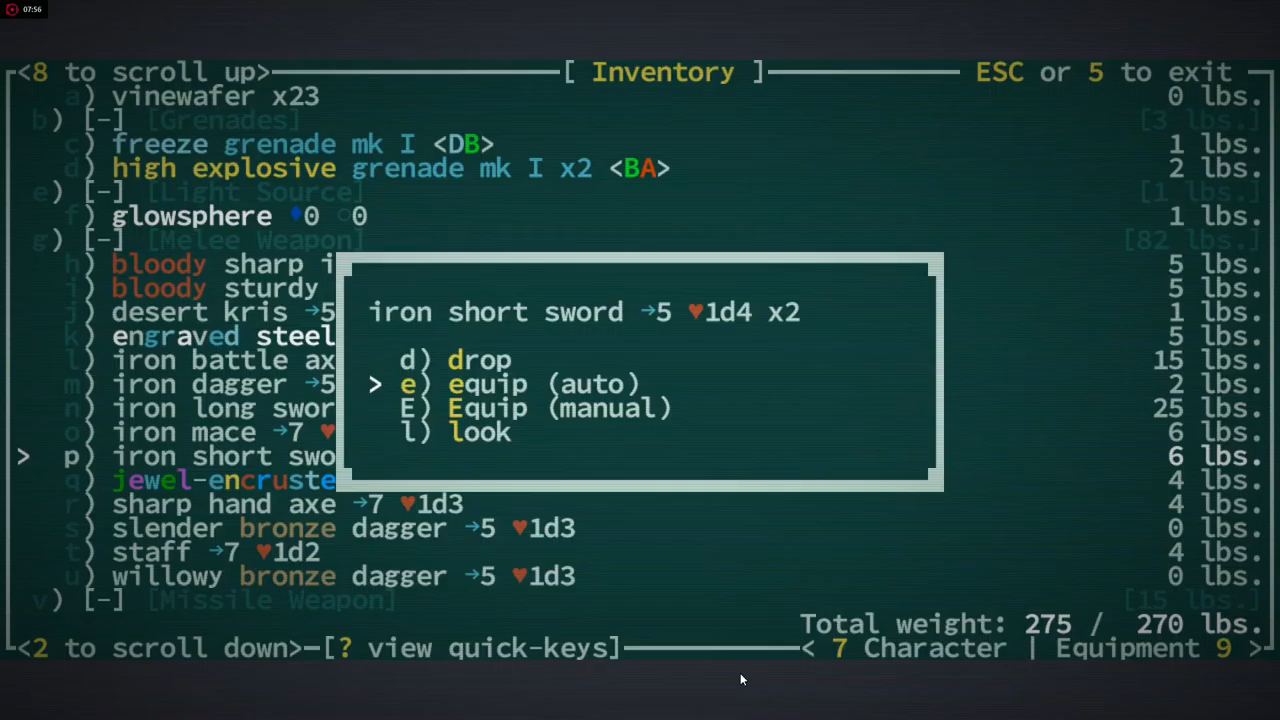 07:56
<8 to scroll up> [ Inventory ] ESC or 5 to exit
a) vinewafer x23 0 lbs.
b) [-] [Grenades] [3 lbs.]
c) freeze grenade mk I <DB> 1 lbs.
d) high explosive grenade mk I x2 <BA> 2 lbs.
e) [-] [Light Source] [1 lbs.]
f) glowsphere ♦0 ○0 1 lbs.
g) [-] [Melee Weapon] [82 lbs.]
h) bloody sharp i 5 lbs.
i) bloody sturdy 5 lbs.
j) desert kris →5 1 lbs.
k) engraved steel 5 lbs.
l) iron battle ax 15 lbs.
m) iron dagger →5 2 lbs.
n) iron long swor 25 lbs.
o) iron mace →7 ♥ 6 lbs.
> p) iron short swo 6 lbs.
q) jewel-encruste 4 lbs.
r) sharp hand axe →7 ♥1d3 4 lbs.
s) slender bronze dagger →5 ♥1d3 0 lbs.
t) staff →7 ♥1d2 4 lbs.
u) willowy bronze dagger →5 ♥1d3 0 lbs.
v) [-] [Missile Weapon] [15 lbs.]
iron short sword →5 ♥1d4 x2
d) drop
> e) equip (auto)
E) Equip (manual)
l) look
Total weight: 275 / 270 lbs.
<2 to scroll down> [? view quick-keys] < 7 Character | Equipment 9 >